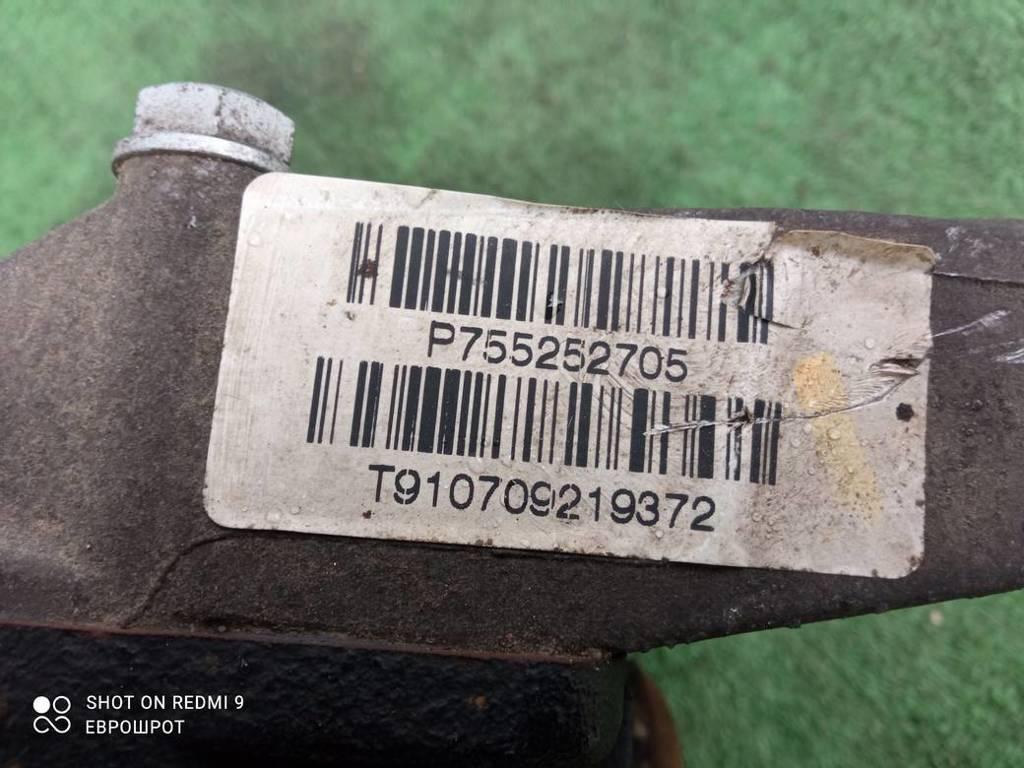 P755252705
T910709219372
SHOT ON REDMI 9
ЕВРОШРОТ